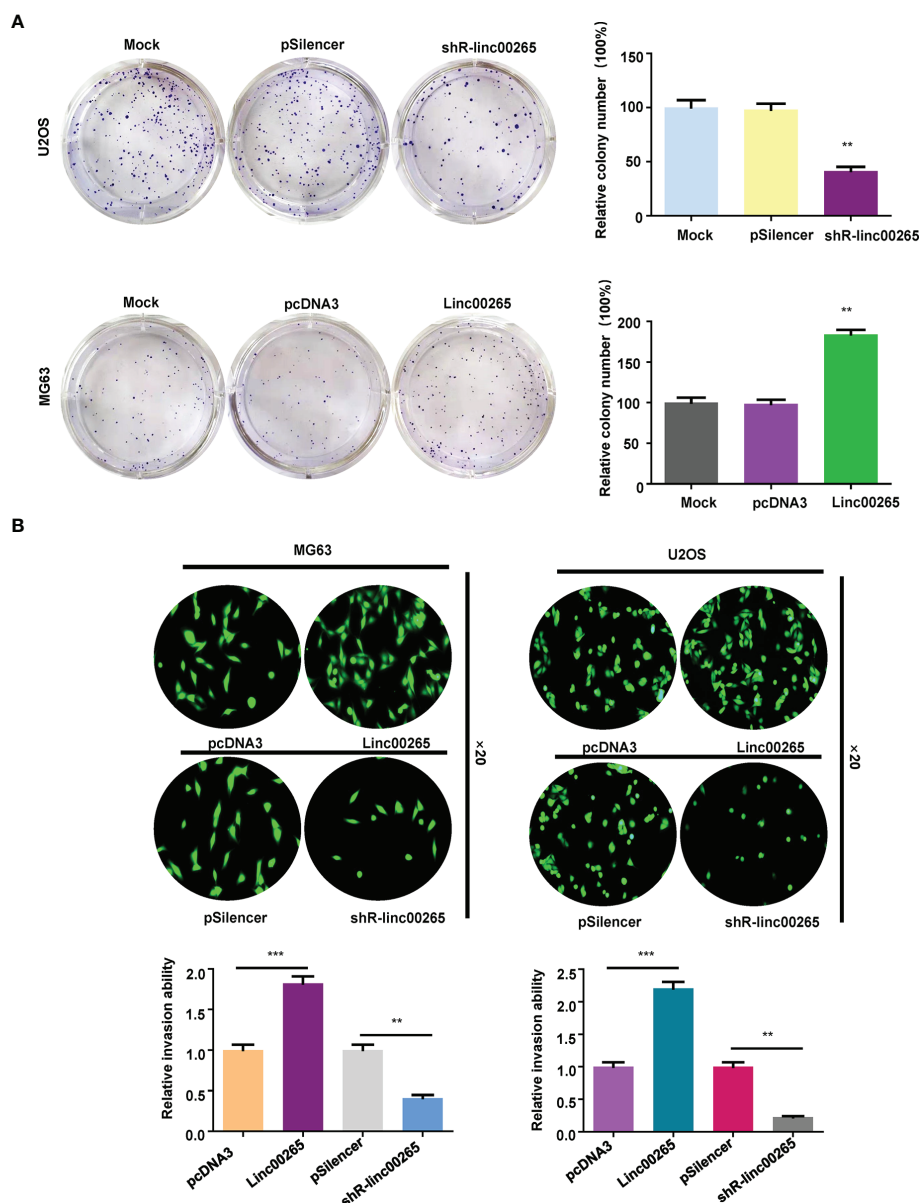 A
Mock
pSilencer
shR-linc00265
U2OS
Relative colony number (100%)
150
100
50
0
**
Mock
pSilencer
shR-linc00265
Mock
pcDNA3
Linc00265
MG63
Relative colony number (100%)
200
150
100
50
0
**
Mock
pcDNA3
Linc00265
B
MG63
pcDNA3
Linc00265
pSilencer
shR-linc00265
×20
U2OS
pcDNA3
Linc00265
pSilencer
shR-linc00265
×20
Relative invasion ability
2.0
1.5
1.0
0.5
0.0
***
**
pcDNA3
Linc00265
pSilencer
shR-linc00265
Relative invasion ability
2.5
2.0
1.5
1.0
0.5
0.0
***
**
pcDNA3
Linc00265
pSilencer
shR-linc00265